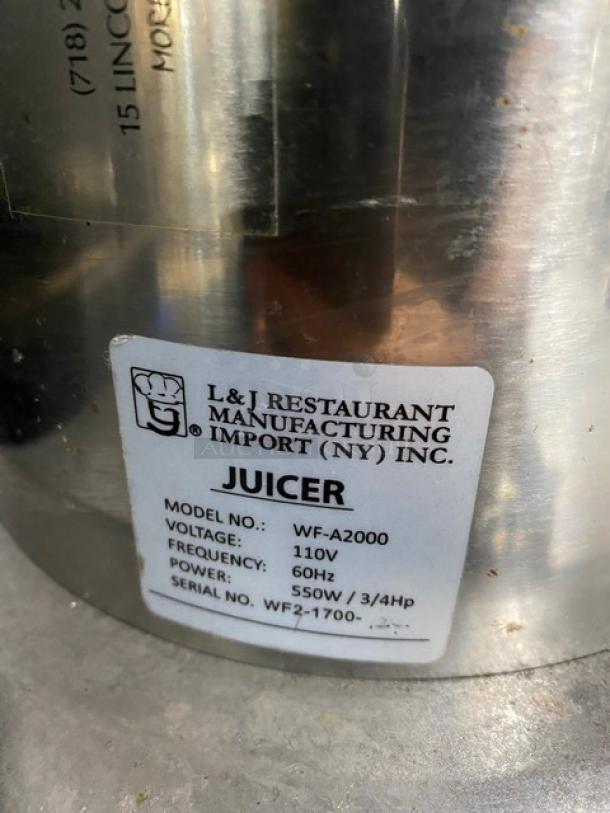 (718) 2
15 LINCO
MOR
L&J RESTAURANT
MANUFACTURING
® IMPORT (NY) INC.
JUICER
MODEL NO.: WF-A2000
VOLTAGE: 110V
FREQUENCY: 60Hz
POWER: 550W / 3/4Hp
SERIAL NO. WF2-1700-